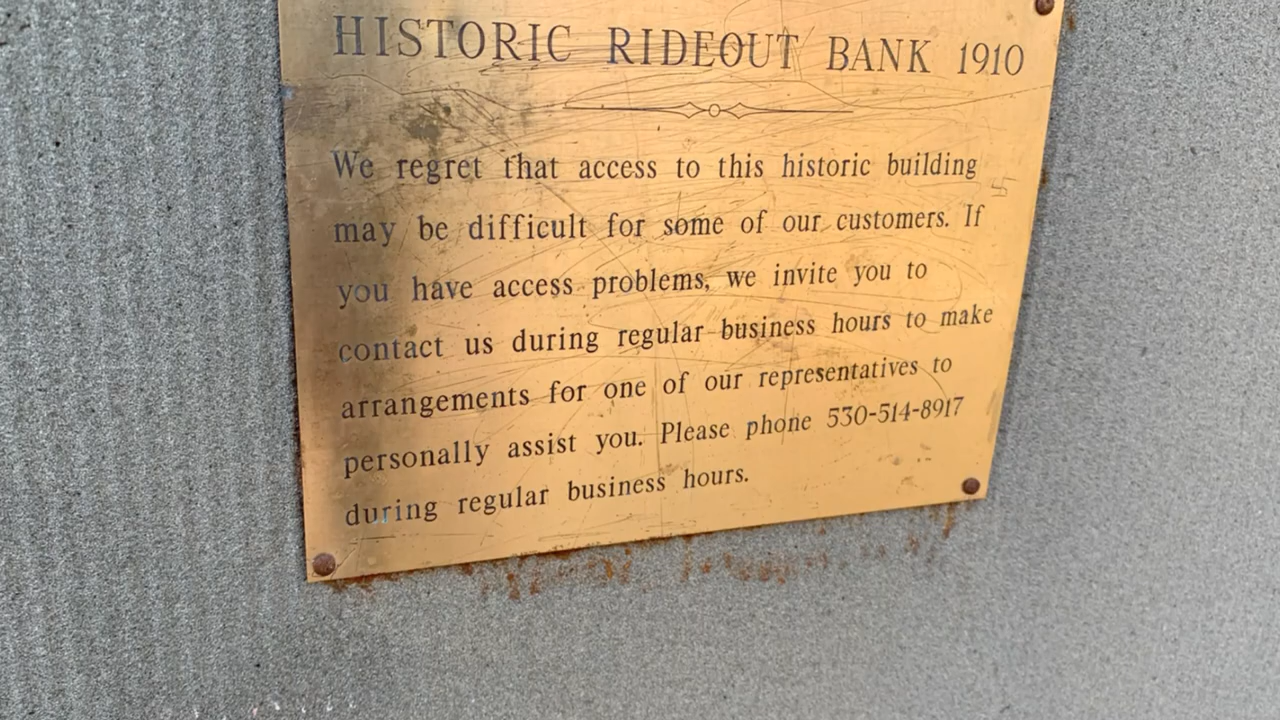 HISTORIC RIDEOUT BANK 1910
We regret that access to this historic building
may be difficult for some of our customers. If
you have access problems, we invite you to
contact us during regular business hours to make
arrangements for one of our representatives to
personally assist you. Please phone 530-514-8917
during regular business hours.